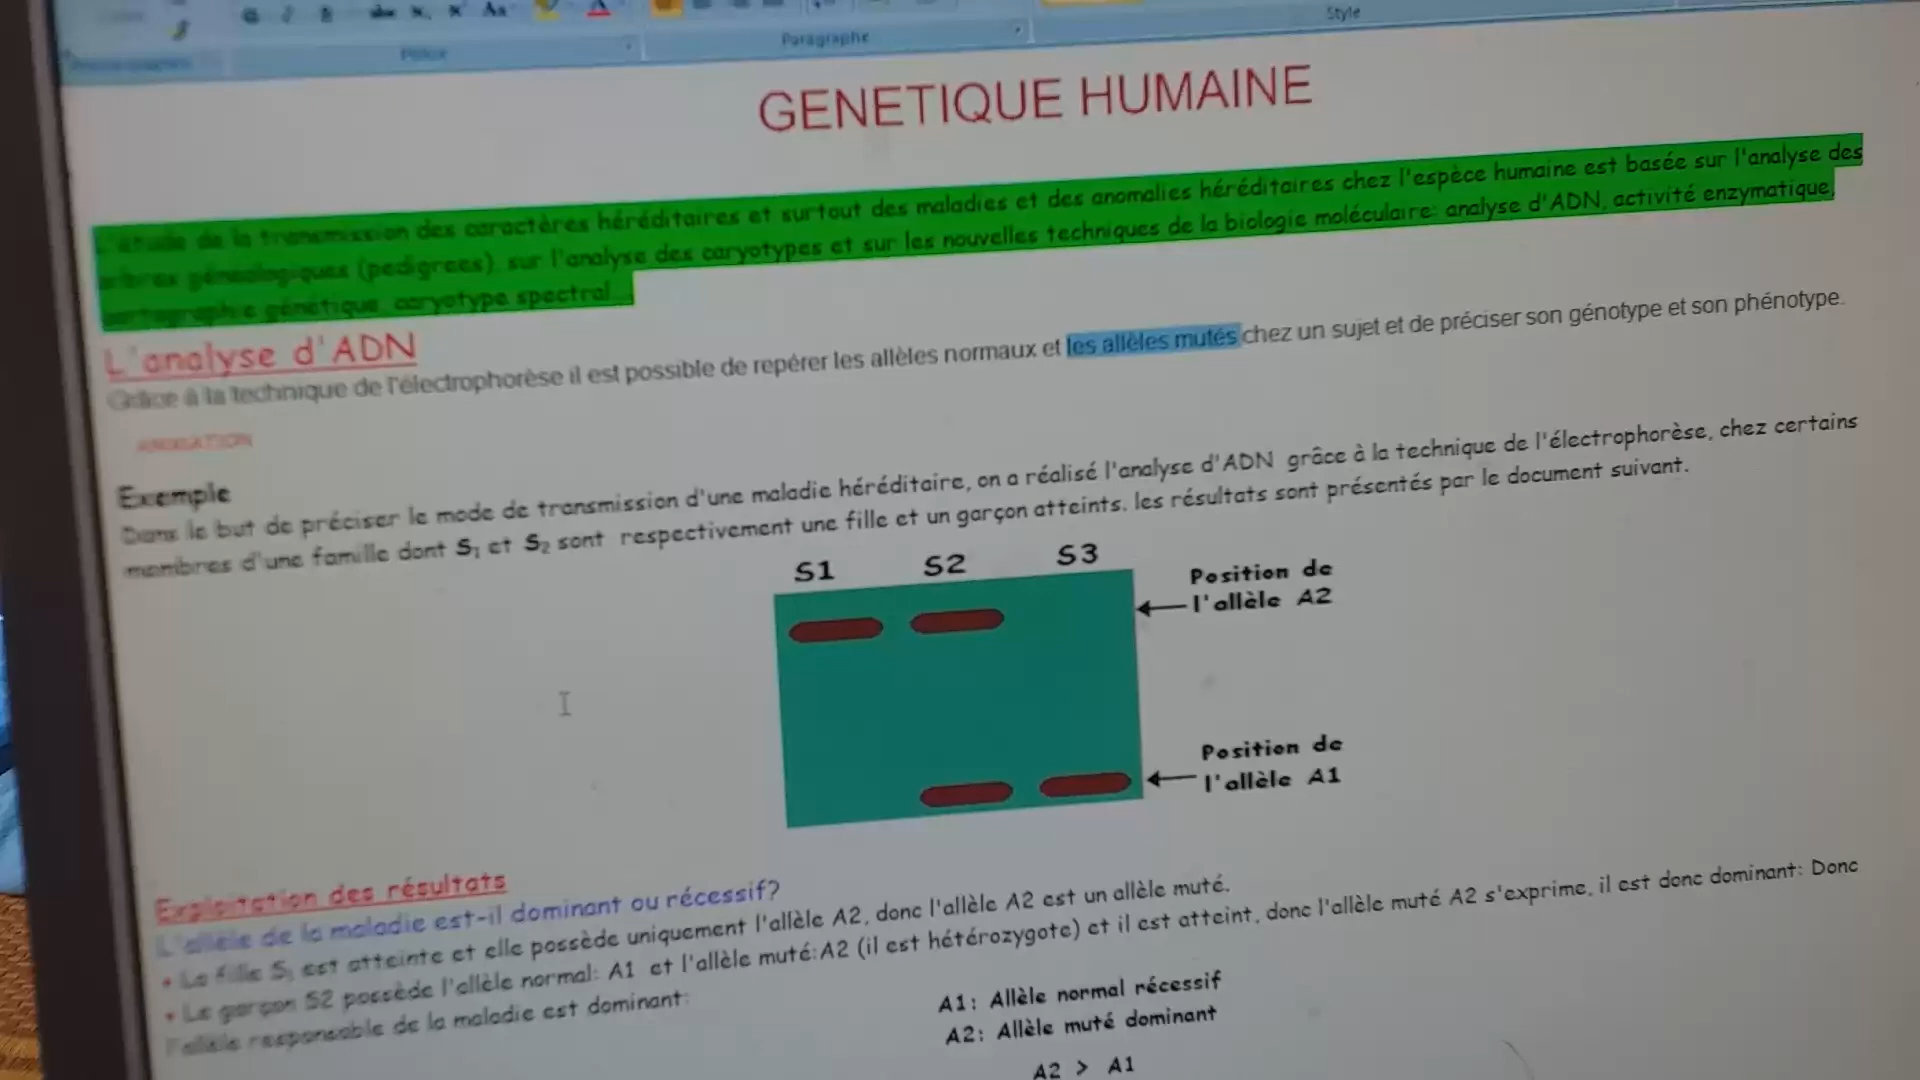 Paragraphe
Style
GENETIQUE HUMAINE
L'étude de la transmission des caractères héréditaires et surtout des maladies et des anomalies héréditaires chez l'espèce humaine est basée sur l'analyse des
arbres généalogiques (pedigrees), sur l'analyse des caryotypes et sur les nouvelles techniques de la biologie moléculaire: analyse d'ADN, activité enzymatique,
cartographie génétique, caryotype spectral...
L'analyse d'ADN
Grâce à la technique de l'électrophorèse il est possible de repérer les allèles normaux et les allèles mutés chez un sujet et de préciser son génotype et son phénotype.
Exemple
Dans le but de préciser le mode de transmission d'une maladie héréditaire, on a réalisé l'analyse d'ADN grâce à la technique de l'électrophorèse, chez certains
membres d'une famille dont S1 et S2 sont respectivement une fille et un garçon atteints. les résultats sont présentés par le document suivant.
S1 S2 S3
Position de
l'allèle A2
Position de
l'allèle A1
Exploitation des résultats
L'allèle de la maladie est-il dominant ou récessif?
• La fille S1 est atteinte et elle possède uniquement l'allèle A2, donc l'allèle A2 est un allèle muté.
• Le garçon S2 possède l'allèle normal: A1 et l'allèle muté:A2 (il est hétérozygote) et il est atteint, donc l'allèle muté A2 s'exprime, il est donc dominant: Donc
l'allèle responsable de la maladie est dominant:
A1: Allèle normal récessif
A2: Allèle muté dominant
A2 > A1